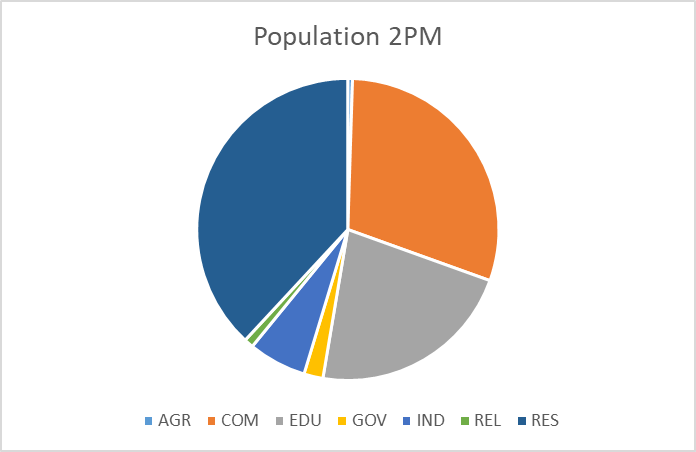 Population 2PM
AGR COM EDU GOV IND REL RES